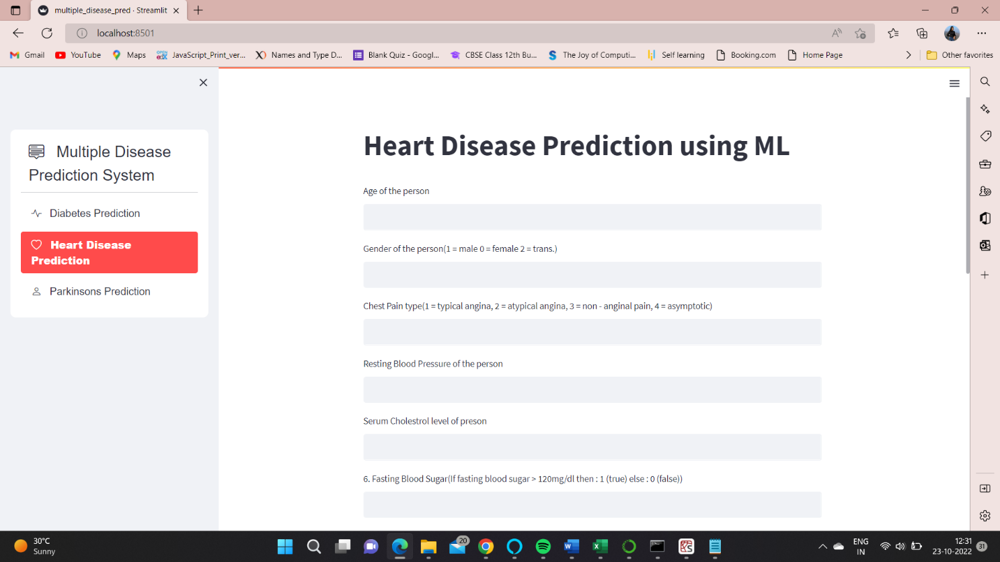 multiple_disease_pred · Streamlit
localhost:8501
Gmail
YouTube
Maps
JavaScript_Print_ver...
Names and Type D...
Blank Quiz - Googl...
CBSE Class 12th Bu...
The Joy of Computi...
Self learning
Booking.com
Home Page
Other favorites
Multiple Disease
Prediction System
Diabetes Prediction
Heart Disease
Prediction
Parkinsons Prediction
Heart Disease Prediction using ML
Age of the person
Gender of the person(1 = male 0 = female 2 = trans.)
Chest Pain type(1 = typical angina, 2 = atypical angina, 3 = non - anginal pain, 4 = asymptotic)
Resting Blood Pressure of the person
Serum Cholestrol level of preson
6. Fasting Blood Sugar(If fasting blood sugar > 120mg/dl then : 1 (true) else : 0 (false))
30°C
Sunny
20
ENG
IN
12:31
23-10-2022
31